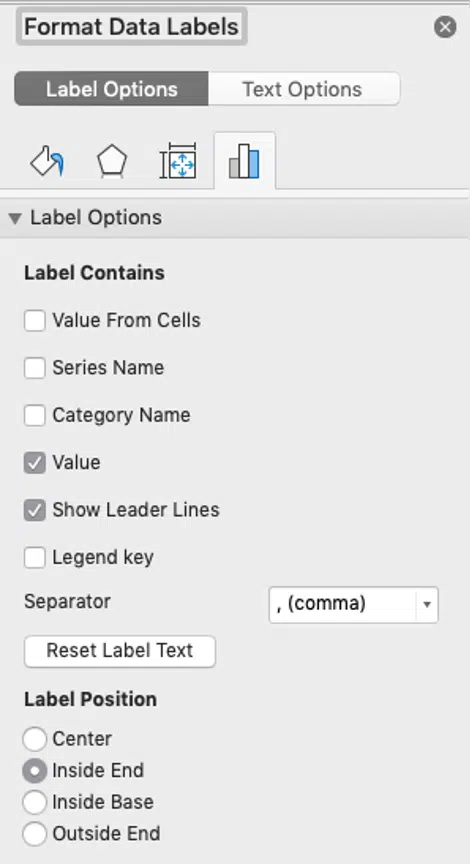 Format Data Labels
Label Options Text Options
Label Options
Label Contains
Value From Cells
Series Name
Category Name
Value
Show Leader Lines
Legend key
Separator , (comma)
Reset Label Text
Label Position
Center
Inside End
Inside Base
Outside End